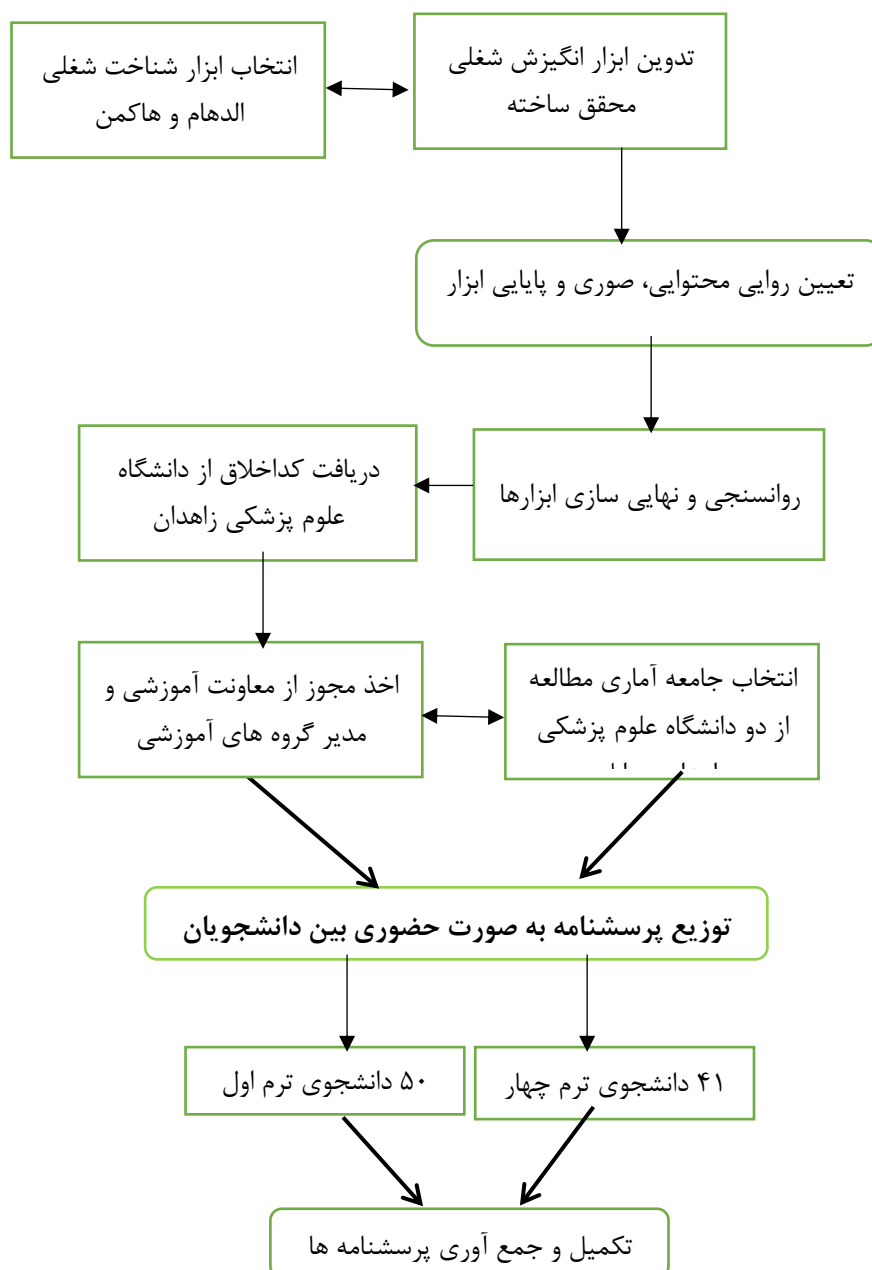 تدوین ابزار انگیزش شغلی
محقق ساخته
انتخاب ابزار شناخت شغلی
الدهام و هاکمن
تعیین روایی محتوایی، صوری و پایایی ابزار
روانسنجی و نهایی سازی ابزارها
دریافت کداخلاق از دانشگاه
علوم پزشکی زاهدان
انتخاب جامعه آماری مطالعه
از دو دانشگاه علوم پزشکی
اخذ مجوز از معاونت آموزشی و
مدیر گروه های آموزشی
توزیع پرسشنامه به صورت حضوری بین دانشجویان
۴۱ دانشجوی ترم چهار
۵۰ دانشجوی ترم اول
تکمیل و جمع آوری پرسشنامه ها